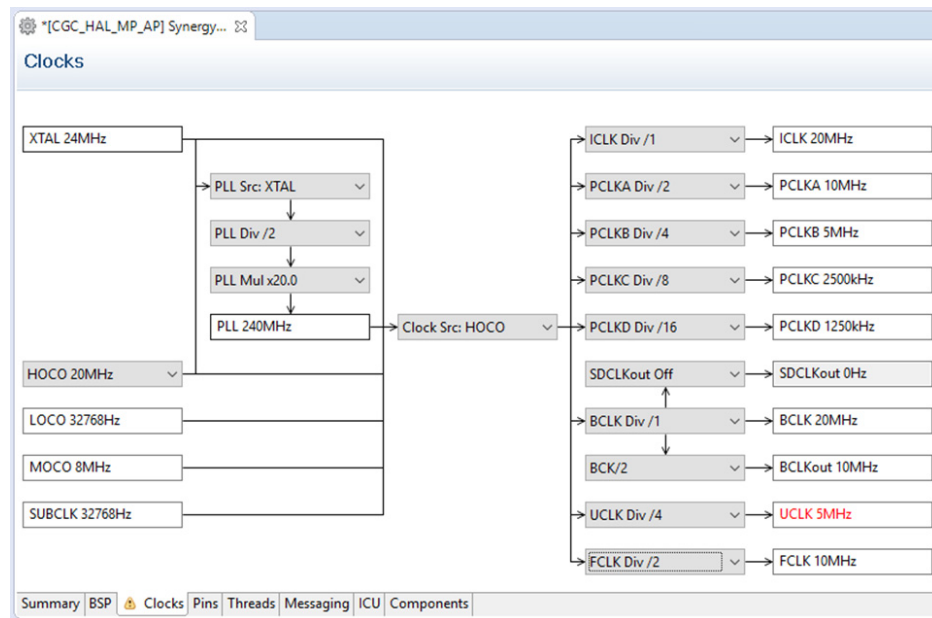 *[CGC_HAL_MP_AP] Synergy...
Clocks
XTAL 24MHz
PLL Src: XTAL
PLL Div /2
PLL Mul x20.0
PLL 240MHz
HOCO 20MHz
LOCO 32768Hz
MOCO 8MHz
SUBCLK 32768Hz
Clock Src: HOCO
ICLK Div /1
ICLK 20MHz
PCLKA Div /2
PCLKA 10MHz
PCLKB Div /4
PCLKB 5MHz
PCLKC Div /8
PCLKC 2500kHz
PCLKD Div /16
PCLKD 1250kHz
SDCLKout Off
SDCLKout 0Hz
BCLK Div /1
BCLK 20MHz
BCK/2
BCLKout 10MHz
UCLK Div /4
UCLK 5MHz
FCLK Div /2
FCLK 10MHz
Summary BSP Clocks Pins Threads Messaging ICU Components